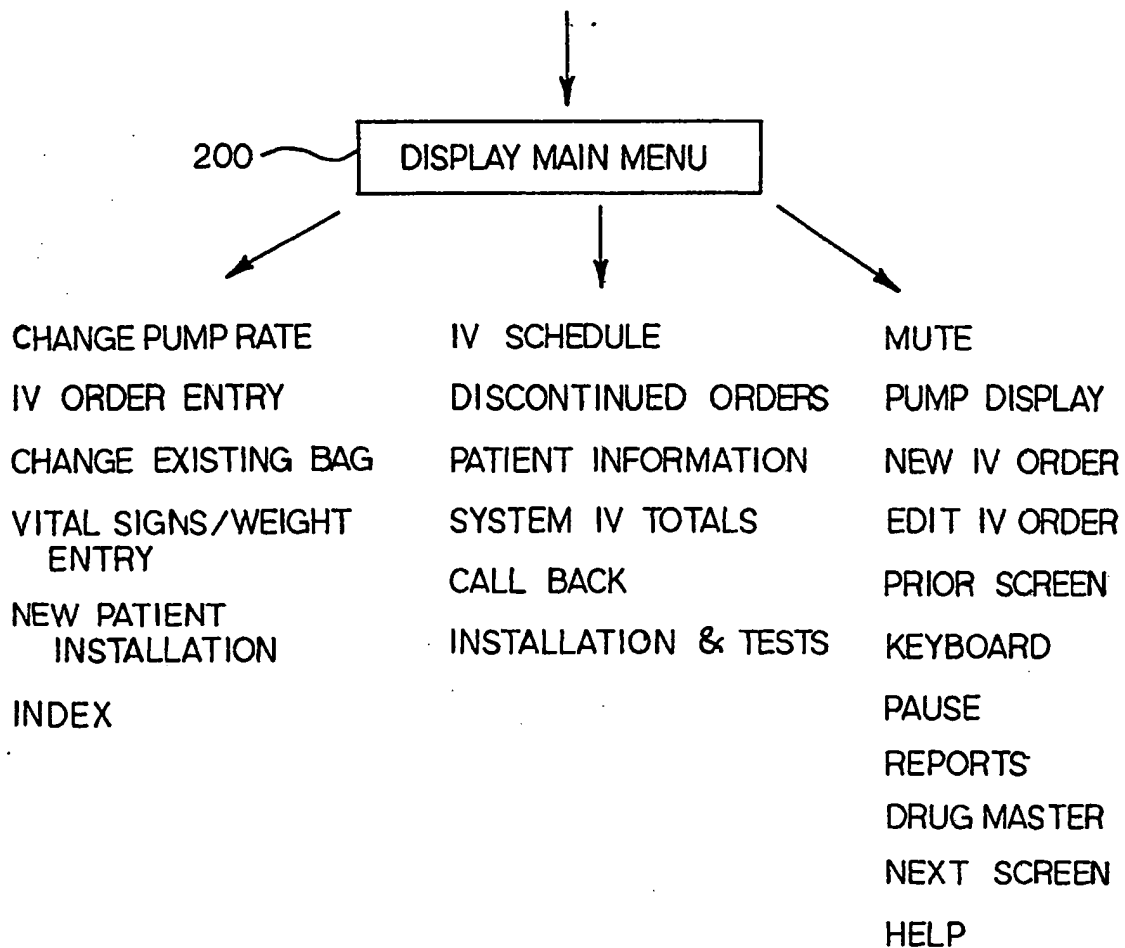 200
DISPLAY MAIN MENU
CHANGE PUMP RATE
IV ORDER ENTRY
CHANGE EXISTING BAG
VITAL SIGNS/WEIGHT
ENTRY
NEW PATIENT
INSTALLATION
INDEX
IV SCHEDULE
DISCONTINUED ORDERS
PATIENT INFORMATION
SYSTEM IV TOTALS
CALL BACK
INSTALLATION & TESTS
MUTE
PUMP DISPLAY
NEW IV ORDER
EDIT IV ORDER
PRIOR SCREEN
KEYBOARD
PAUSE
REPORTS
DRUG MASTER
NEXT SCREEN
HELP